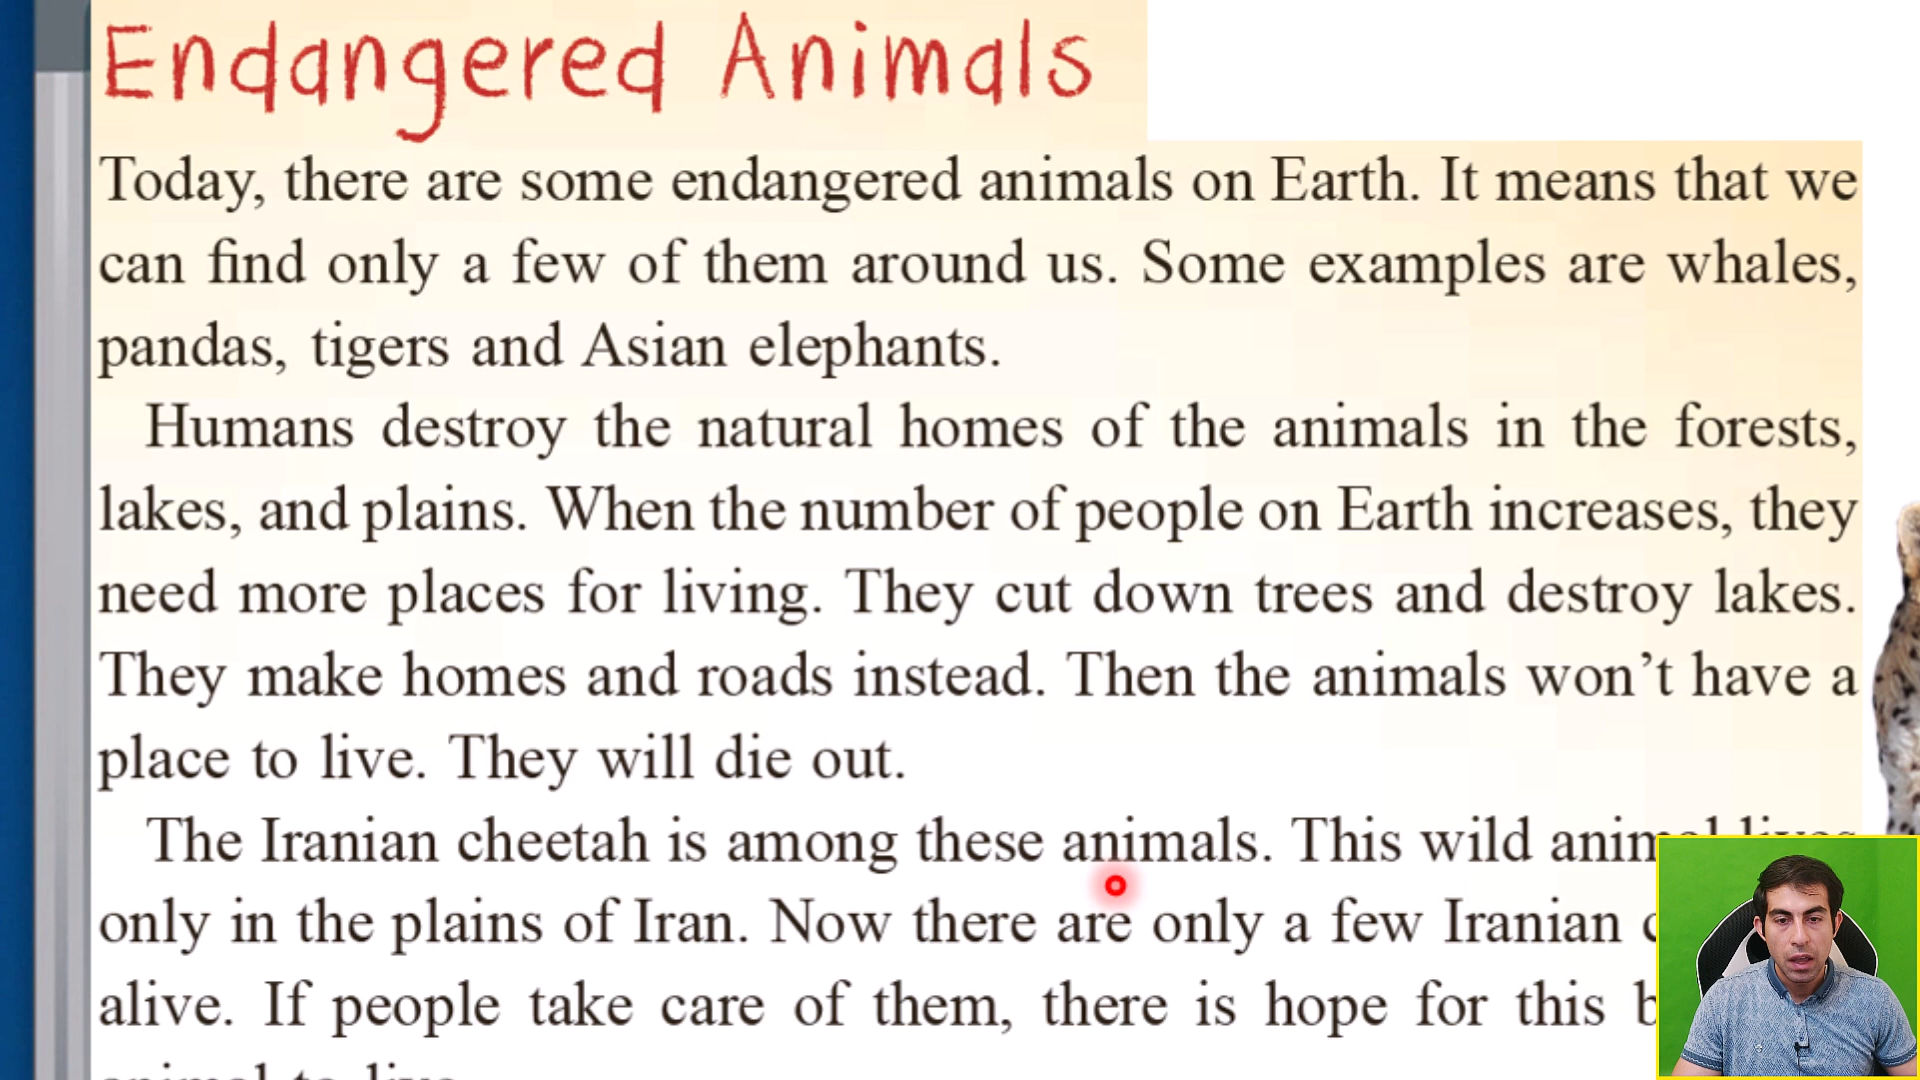 Endangered Animals
Today, there are some endangered animals on Earth. It means that we
can find only a few of them around us. Some examples are whales,
pandas, tigers and Asian elephants.
Humans destroy the natural homes of the animals in the forests,
lakes, and plains. When the number of people on Earth increases, they
need more places for living. They cut down trees and destroy lakes.
They make homes and roads instead. Then the animals won’t have a
place to live. They will die out.
The Iranian cheetah is among these animals. This wild animal lives
only in the plains of Iran. Now there are only a few Iranian
alive. If people take care of them, there is hope for this
animal to live